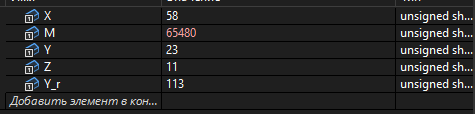 X 58 unsigned sh...
M 65480 unsigned sh...
Y 23 unsigned sh...
Z 11 unsigned sh...
Y_r 113 unsigned sh...
Добавить элемент в кон...